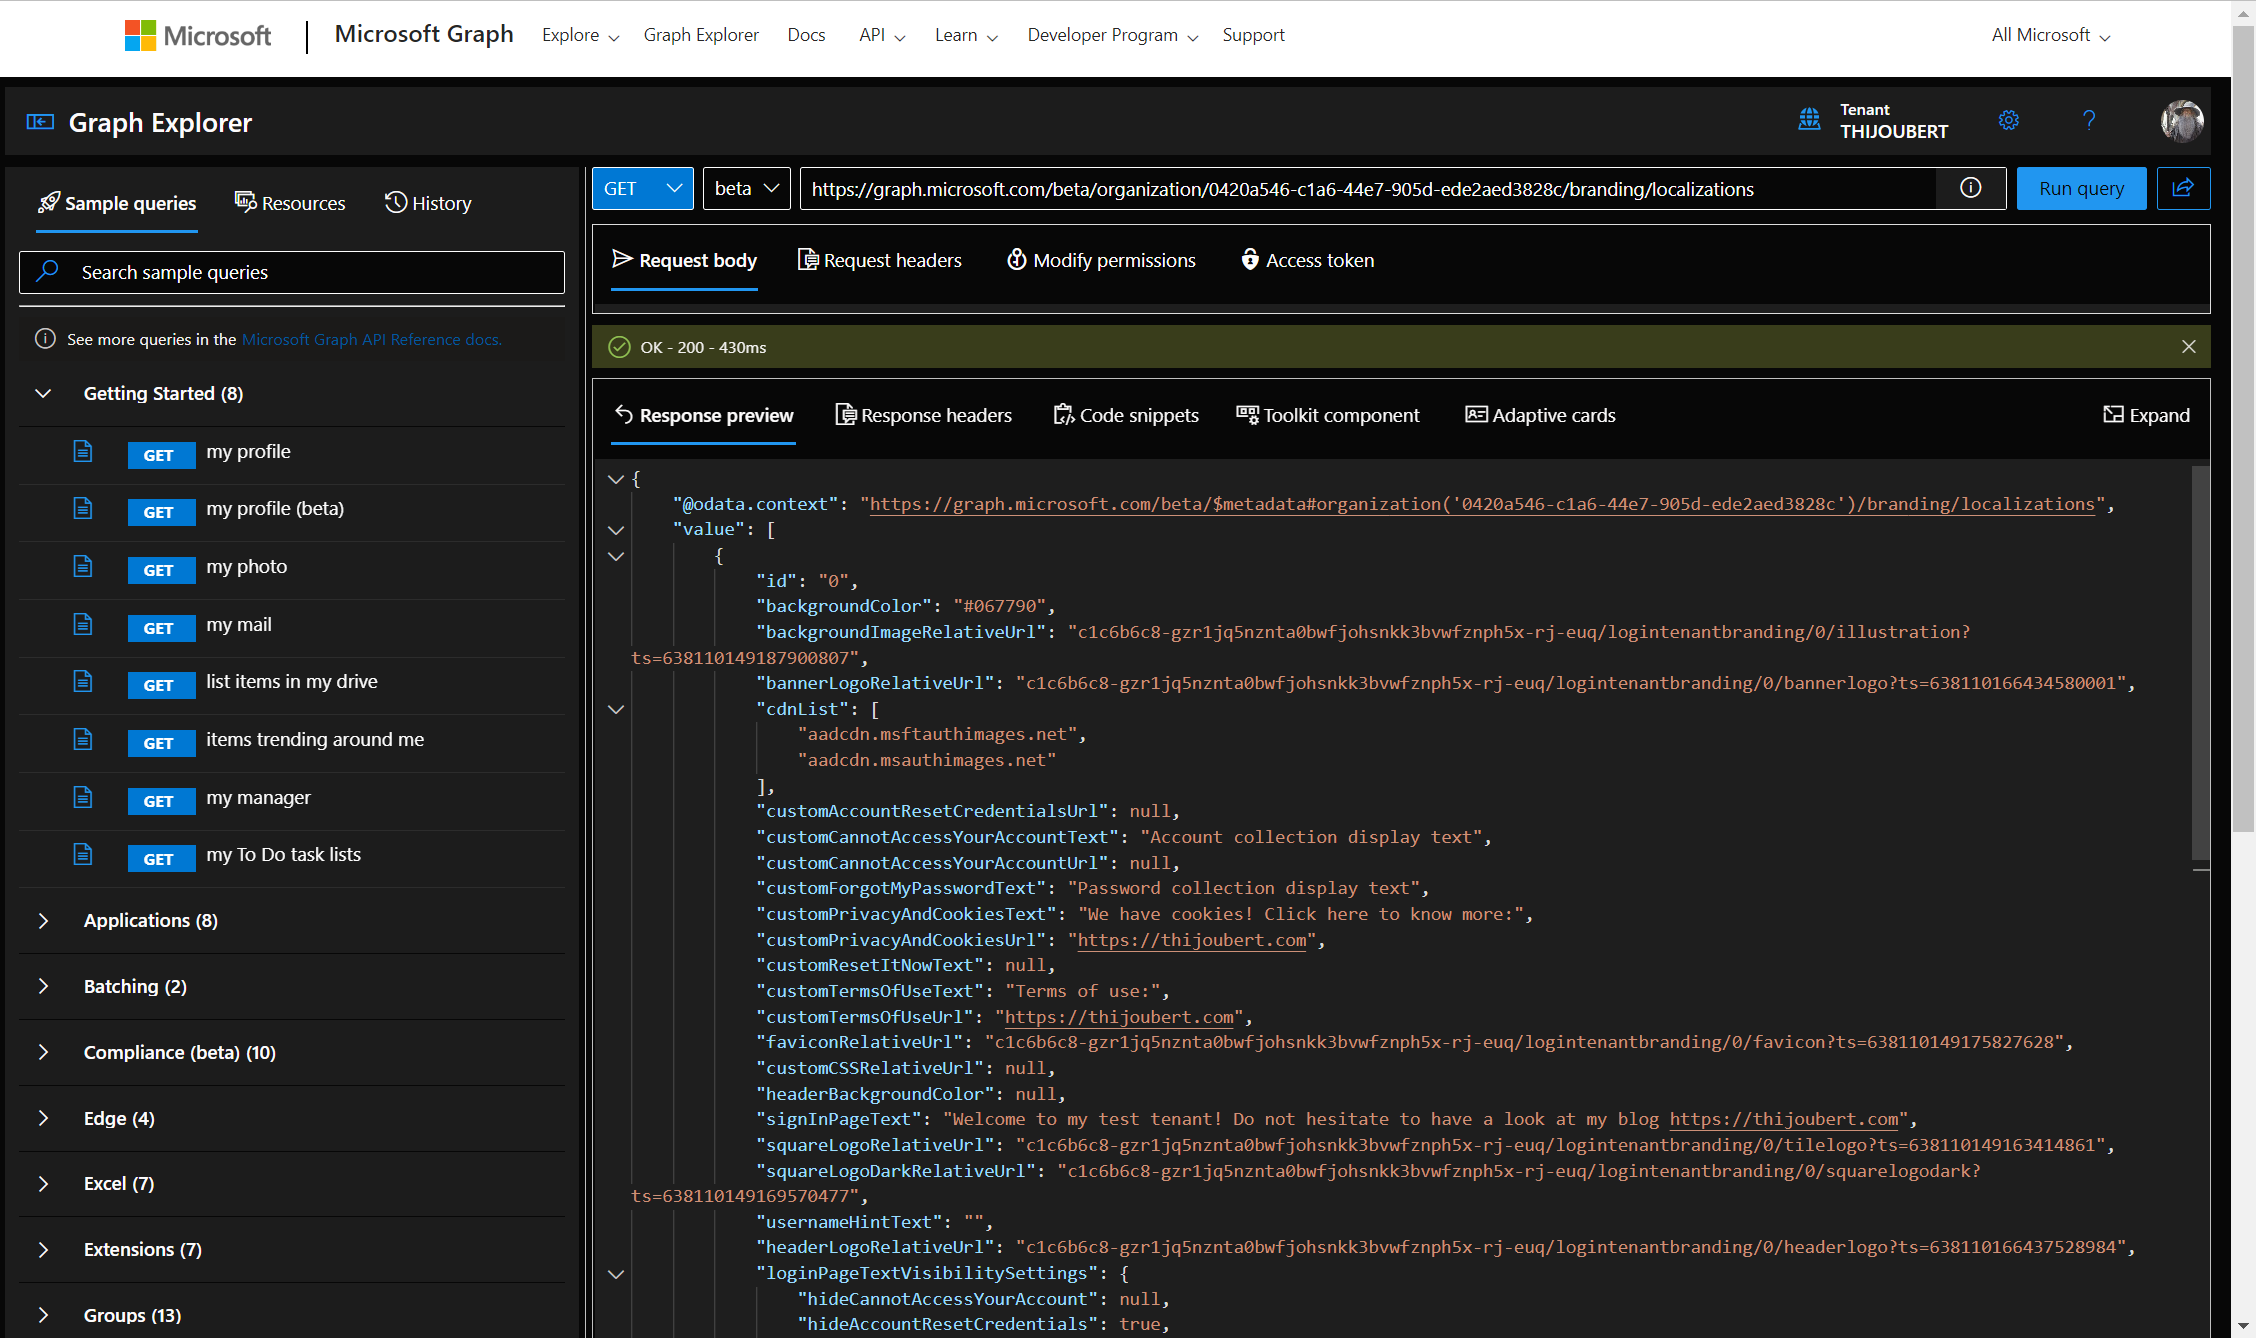 Microsoft | Microsoft Graph Explore Graph Explorer Docs API Learn Developer Program Support All Microsoft
Graph Explorer
Tenant
THIJOUBERT
?
Sample queries Resources History
Search sample queries
See more queries in the Microsoft Graph API Reference docs.
Getting Started (8)
GET my profile
GET my profile (beta)
GET my photo
GET my mail
GET list items in my drive
GET items trending around me
GET my manager
GET my To Do task lists
Applications (8)
Batching (2)
Compliance (beta) (10)
Edge (4)
Excel (7)
Extensions (7)
Groups (13)
GET beta https://graph.microsoft.com/beta/organization/0420a546-c1a6-44e7-905d-ede2aed3828c/branding/localizations Run query
Request body Request headers Modify permissions Access token
OK - 200 - 430ms
Response preview Response headers Code snippets Toolkit component Adaptive cards Expand
{
"@odata.context": "https://graph.microsoft.com/beta/$metadata#organization('0420a546-c1a6-44e7-905d-ede2aed3828c')/branding/localizations",
"value": [
{
"id": "0",
"backgroundColor": "#067790",
"backgroundImageRelativeUrl": "c1c6b6c8-gzr1jq5nznta0bwfjohsnkk3bvwfznph5x-rj-euq/logintenantbranding/0/illustration?
ts=638110149187900807",
"bannerLogoRelativeUrl": "c1c6b6c8-gzr1jq5nznta0bwfjohsnkk3bvwfznph5x-rj-euq/logintenantbranding/0/bannerlogo?ts=638110166434580001",
"cdnList": [
"aadcdn.msftauthimages.net",
"aadcdn.msauthimages.net"
],
"customAccountResetCredentialsUrl": null,
"customCannotAccessYourAccountText": "Account collection display text",
"customCannotAccessYourAccountUrl": null,
"customForgotMyPasswordText": "Password collection display text",
"customPrivacyAndCookiesText": "We have cookies! Click here to know more:",
"customPrivacyAndCookiesUrl": "https://thijoubert.com",
"customResetItNowText": null,
"customTermsOfUseText": "Terms of use:",
"customTermsOfUseUrl": "https://thijoubert.com",
"faviconRelativeUrl": "c1c6b6c8-gzr1jq5nznta0bwfjohsnkk3bvwfznph5x-rj-euq/logintenantbranding/0/favicon?ts=638110149175827628",
"customCSSRelativeUrl": null,
"headerBackgroundColor": null,
"signInPageText": "Welcome to my test tenant! Do not hesitate to have a look at my blog https://thijoubert.com",
"squareLogoRelativeUrl": "c1c6b6c8-gzr1jq5nznta0bwfjohsnkk3bvwfznph5x-rj-euq/logintenantbranding/0/tilelogo?ts=638110149163414861",
"squareLogoDarkRelativeUrl": "c1c6b6c8-gzr1jq5nznta0bwfjohsnkk3bvwfznph5x-rj-euq/logintenantbranding/0/squarelogodark?
ts=638110149169570477",
"usernameHintText": "",
"headerLogoRelativeUrl": "c1c6b6c8-gzr1jq5nznta0bwfjohsnkk3bvwfznph5x-rj-euq/logintenantbranding/0/headerlogo?ts=638110166437528984",
"loginPageTextVisibilitySettings": {
"hideCannotAccessYourAccount": null,
"hideAccountResetCredentials": true,